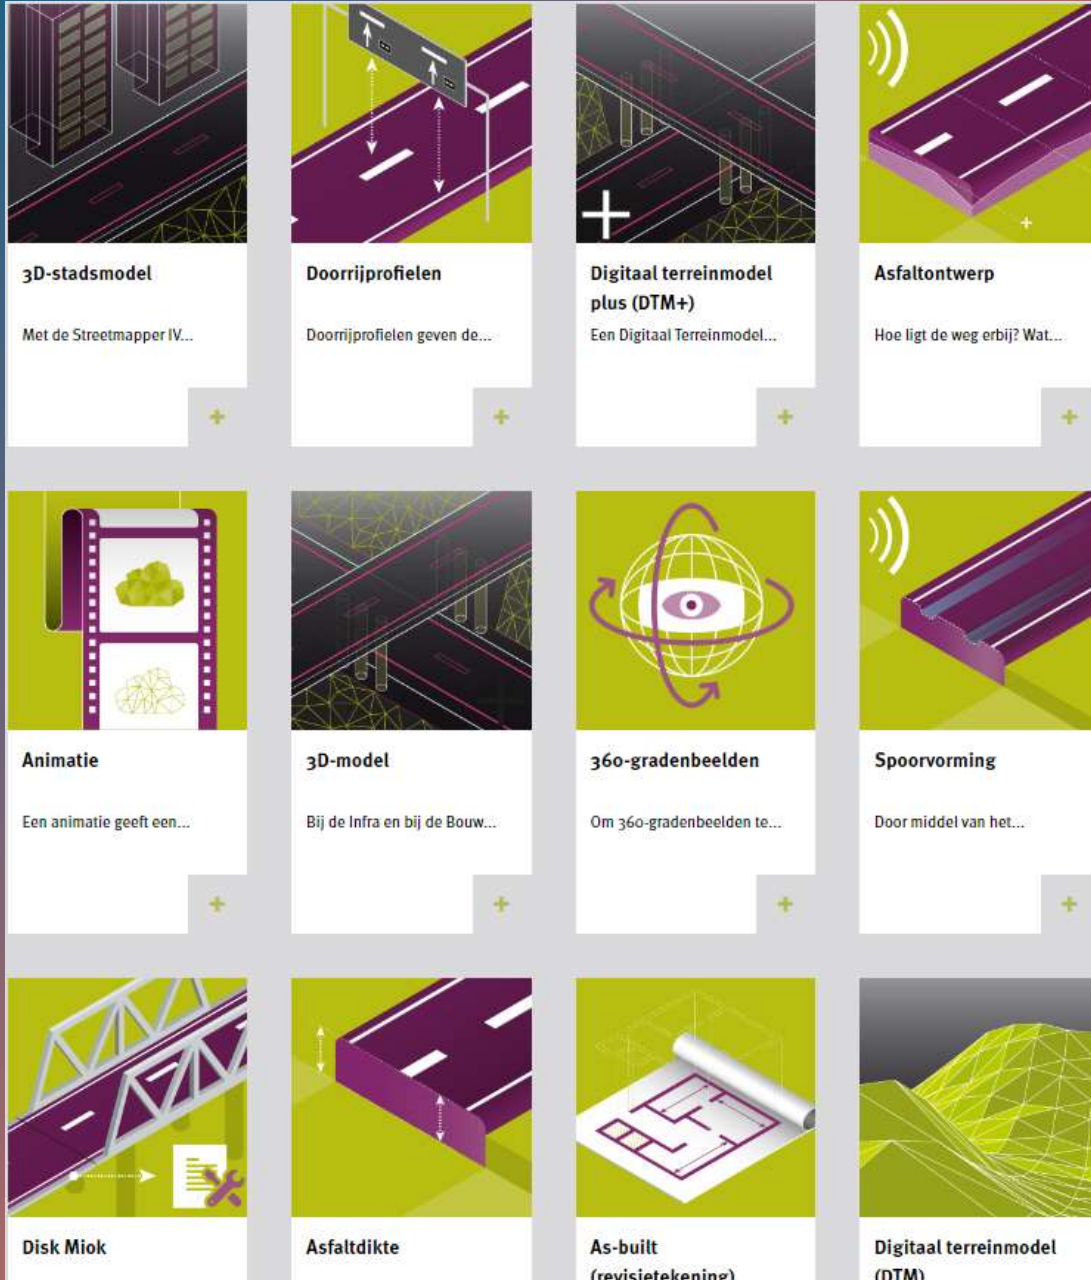 3D-stadsmodel
Met de Streetmapper IV...
Doorrijprofielen
Doorrijprofielen geven de...
Digitaal terreinmodel
plus (DTM+)
Een Digitaal Terreinmodel...
Asfaltontwerp
Hoe ligt de weg erbij? Wat...
Animatie
Een animatie geeft een...
3D-model
Bij de Infra en bij de Bouw...
360-gradenbeelden
Om 360-gradenbeelden te...
Spoorvorming
Door middel van het...
Disk Miok
Asfaltdikte
As-built
(revisietekening)
Digitaal terreinmodel
(DTM)